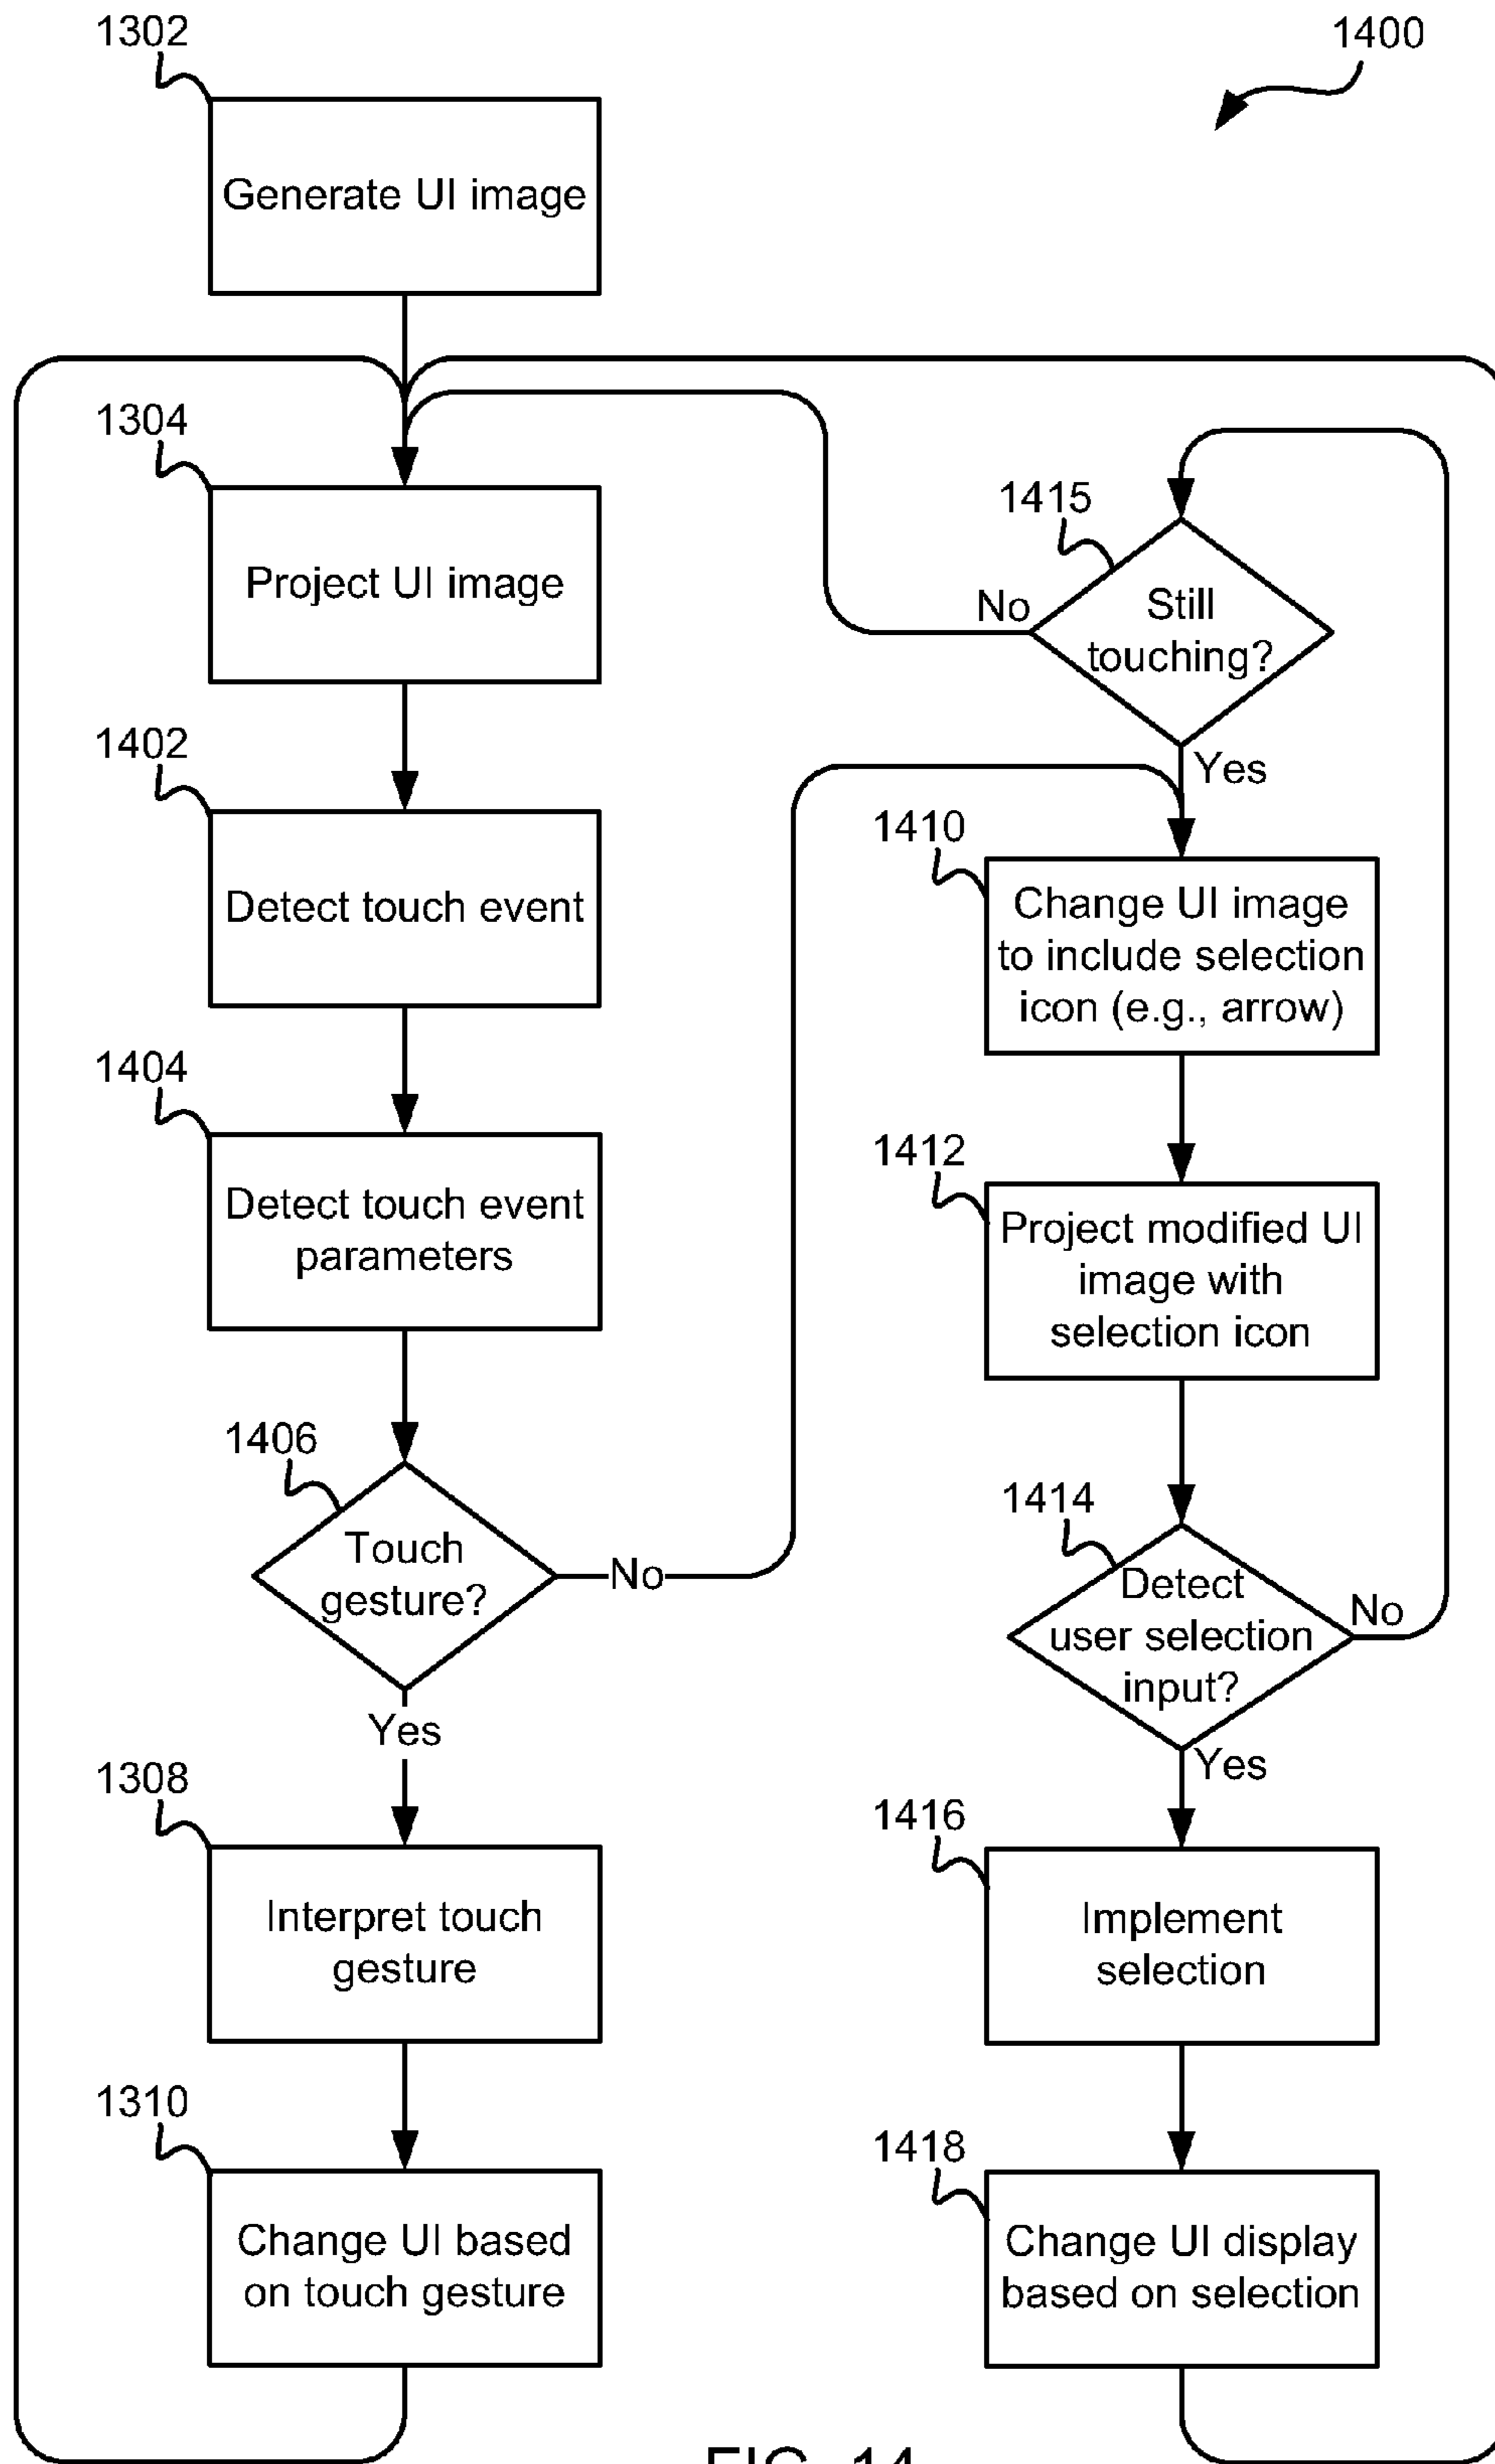 1302
1400
Generate UI image
1304
Project UI image
1415
Still
touching?
No
Yes
1402
Detect touch event
1410
Change UI image
to include selection
icon (e.g., arrow)
1404
Detect touch event
parameters
1412
Project modified UI
image with
selection icon
1406
Touch
gesture?
No
Yes
1414
Detect
user selection
input?
No
Yes
1308
Interpret touch
gesture
1416
Implement
selection
1310
Change UI based
on touch gesture
1418
Change UI display
based on selection
FIG. 14